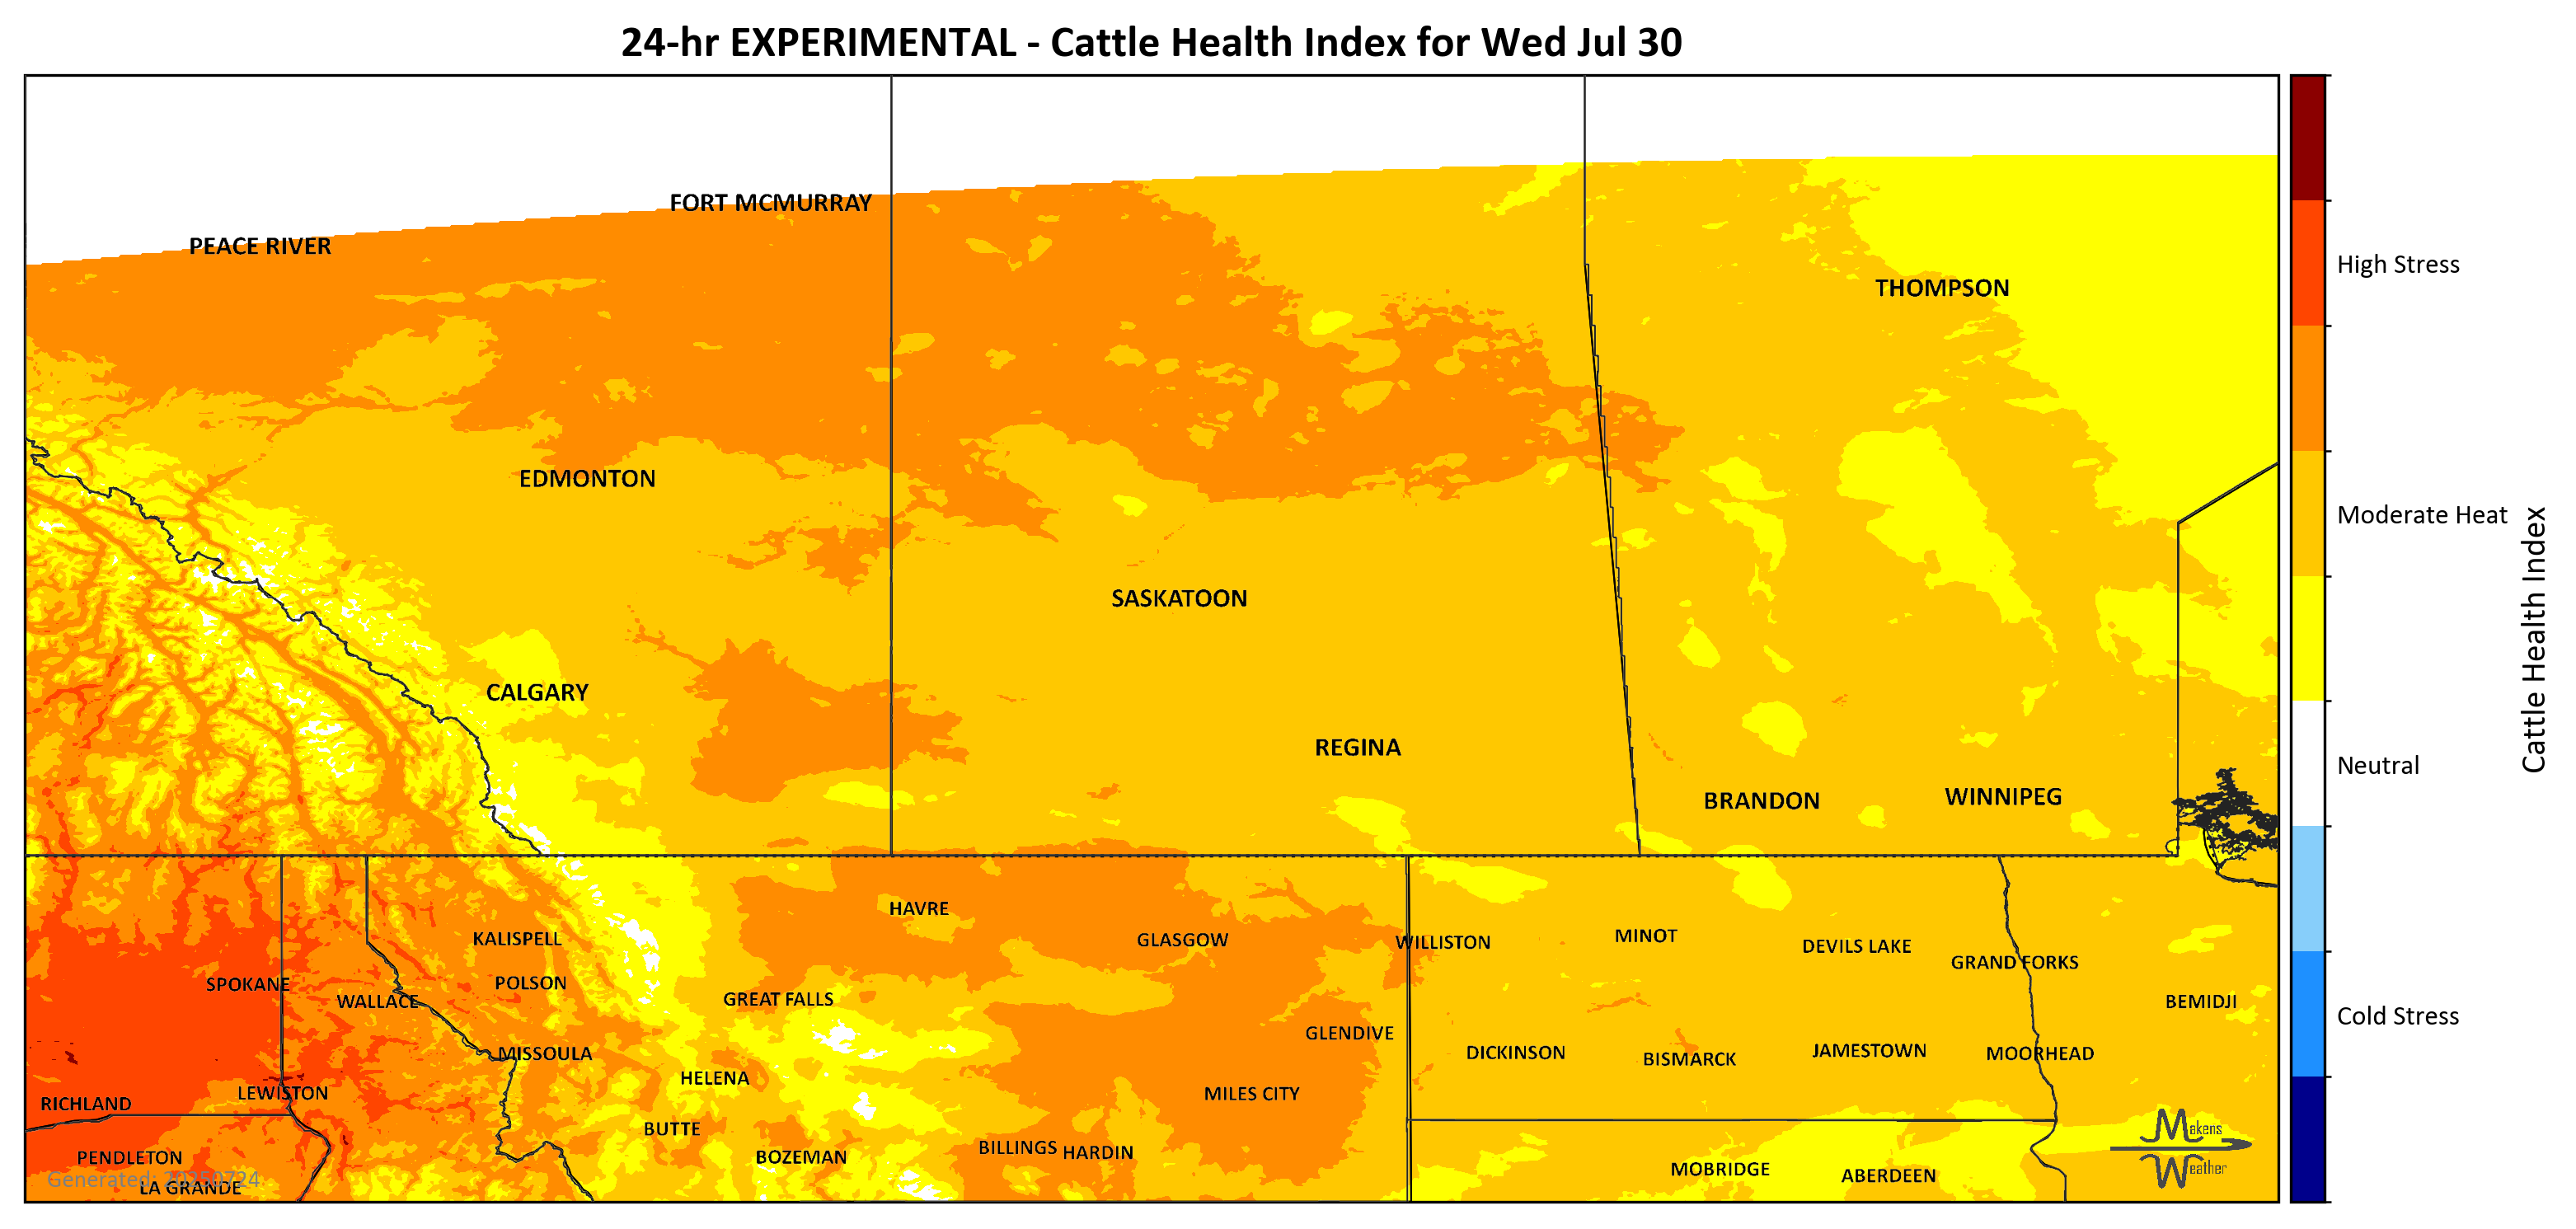 24-hr EXPERIMENTAL - Cattle Health Index for Wed Jul 30
FORT MCMURRAY
PEACE RIVER
THOMPSON
EDMONTON
SASKATOON
CALGARY
REGINA
BRANDON
WINNIPEG
HAVRE
KALISPELL
GLASGOW
WILLISTON
MINOT
DEVILS LAKE
GRAND FORKS
SPOKANE
POLSON
WALLACE
GREAT FALLS
BEMIDJI
GLENDIVE
MISSOULA
DICKINSON
BISMARCK
JAMESTOWN
MOORHEAD
HELENA
LEWISTON
MILES CITY
RICHLAND
BUTTE
BILLINGS
HARDIN
PENDLETON
BOZEMAN
MOBRIDGE
ABERDEEN
Generated: 20250724
LA GRANDE
Makens
Weather
High Stress
Moderate Heat
Neutral
Cold Stress
Cattle Health Index